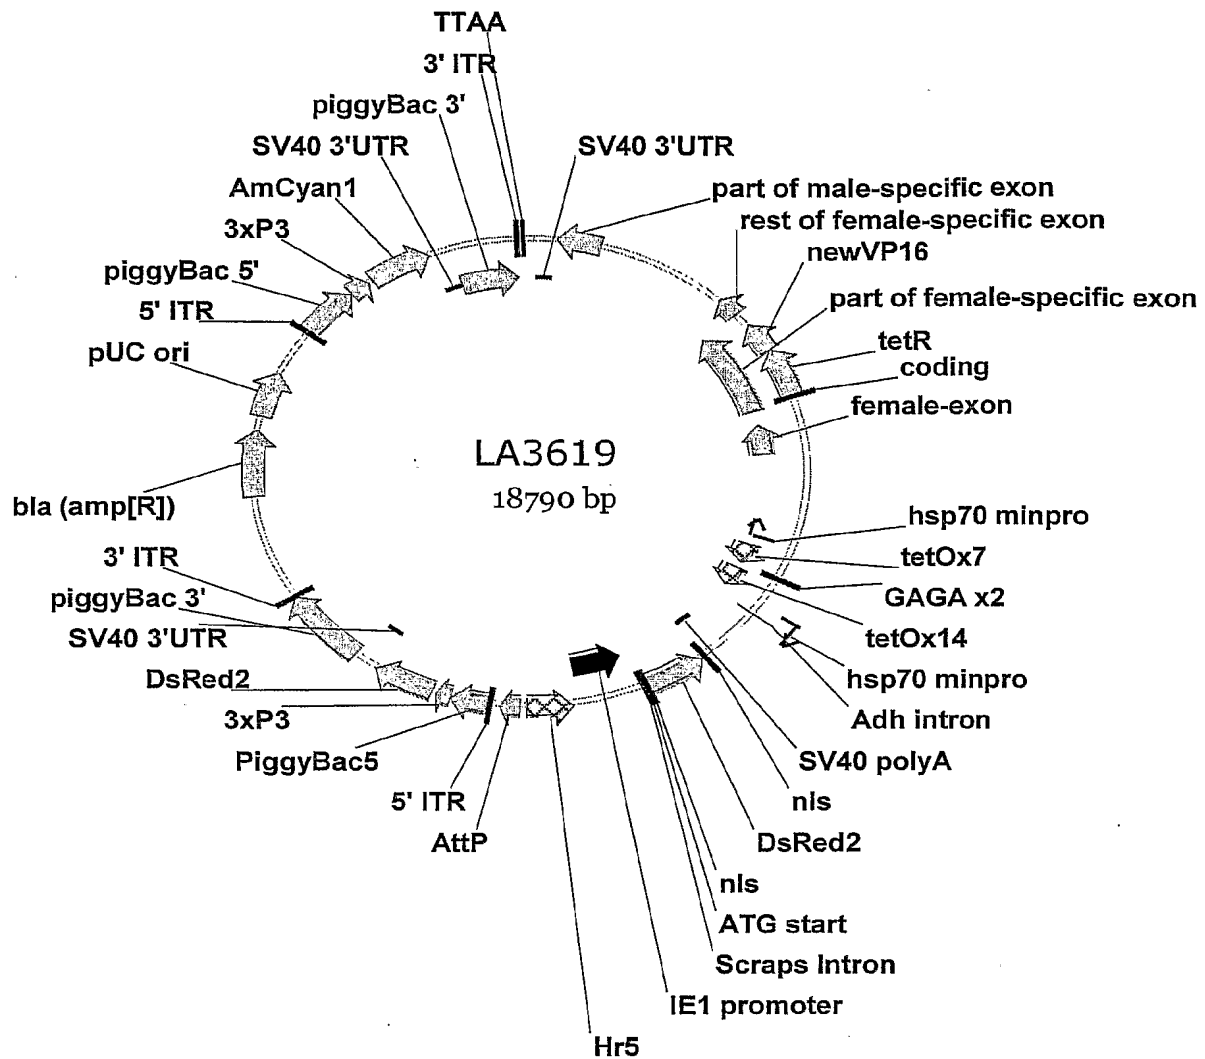 TTAA
3' ITR
piggyBac 3'
SV40 3'UTR
SV40 3'UTR
AmCyan1
part of male-specific exon
3xP3
rest of female-specific exon
newVP16
piggyBac 5'
part of female-specific exon
5' ITR
tetR
pUC ori
coding
female-exon
LA3619
18790 bp
bla (amp[R])
hsp70 minpro
3' ITR
tetOx7
piggyBac 3'
GAGA x2
SV40 3'UTR
tetOx14
DsRed2
hsp70 minpro
3xP3
Adh intron
PiggyBac5
SV40 polyA
5' ITR
nls
AttP
DsRed2
nls
ATG start
Scraps Intron
IE1 promoter
Hr5